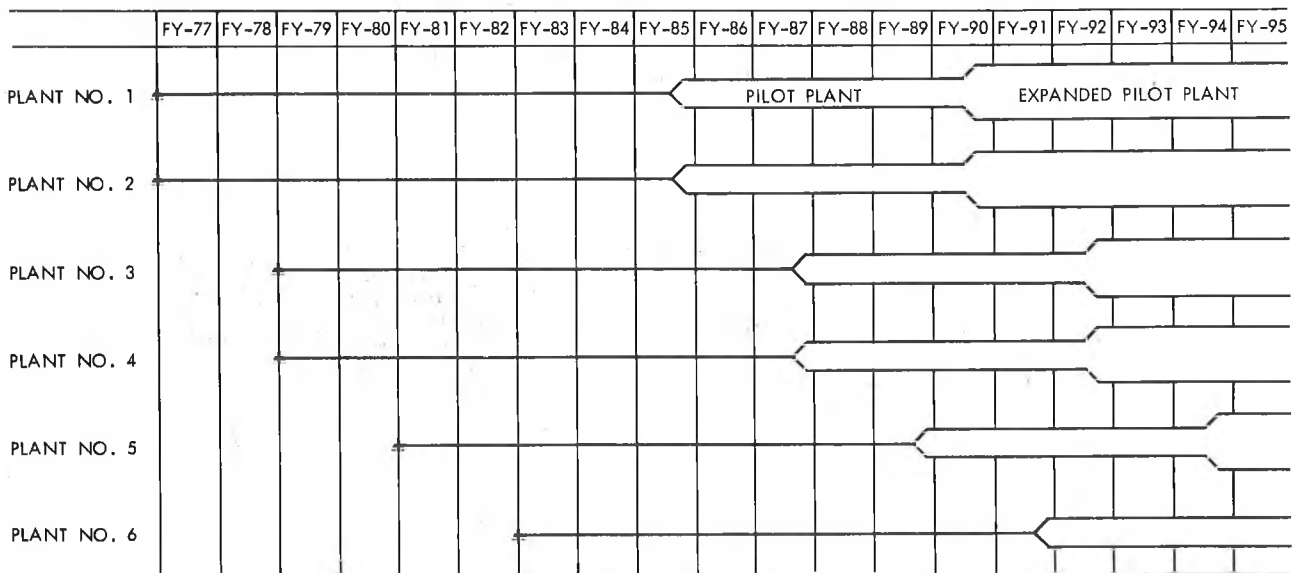 FY-77 FY-78 FY-79 FY-80 FY-81 FY-82 FY-83 FY-84 FY-85 FY-86 FY-87 FY-88 FY-89 FY-90 FY-91 FY-92 FY-93 FY-94 FY-95
PLANT NO. 1 PILOT PLANT EXPANDED PILOT PLANT
PLANT NO. 2
PLANT NO. 3
PLANT NO. 4
PLANT NO. 5
PLANT NO. 6